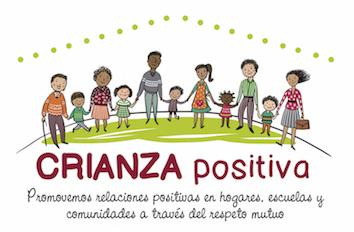 CRIANZA positiva
Promovemos relaciones positivas en hogares, escuelas y
comunidades a través del respeto mutuo